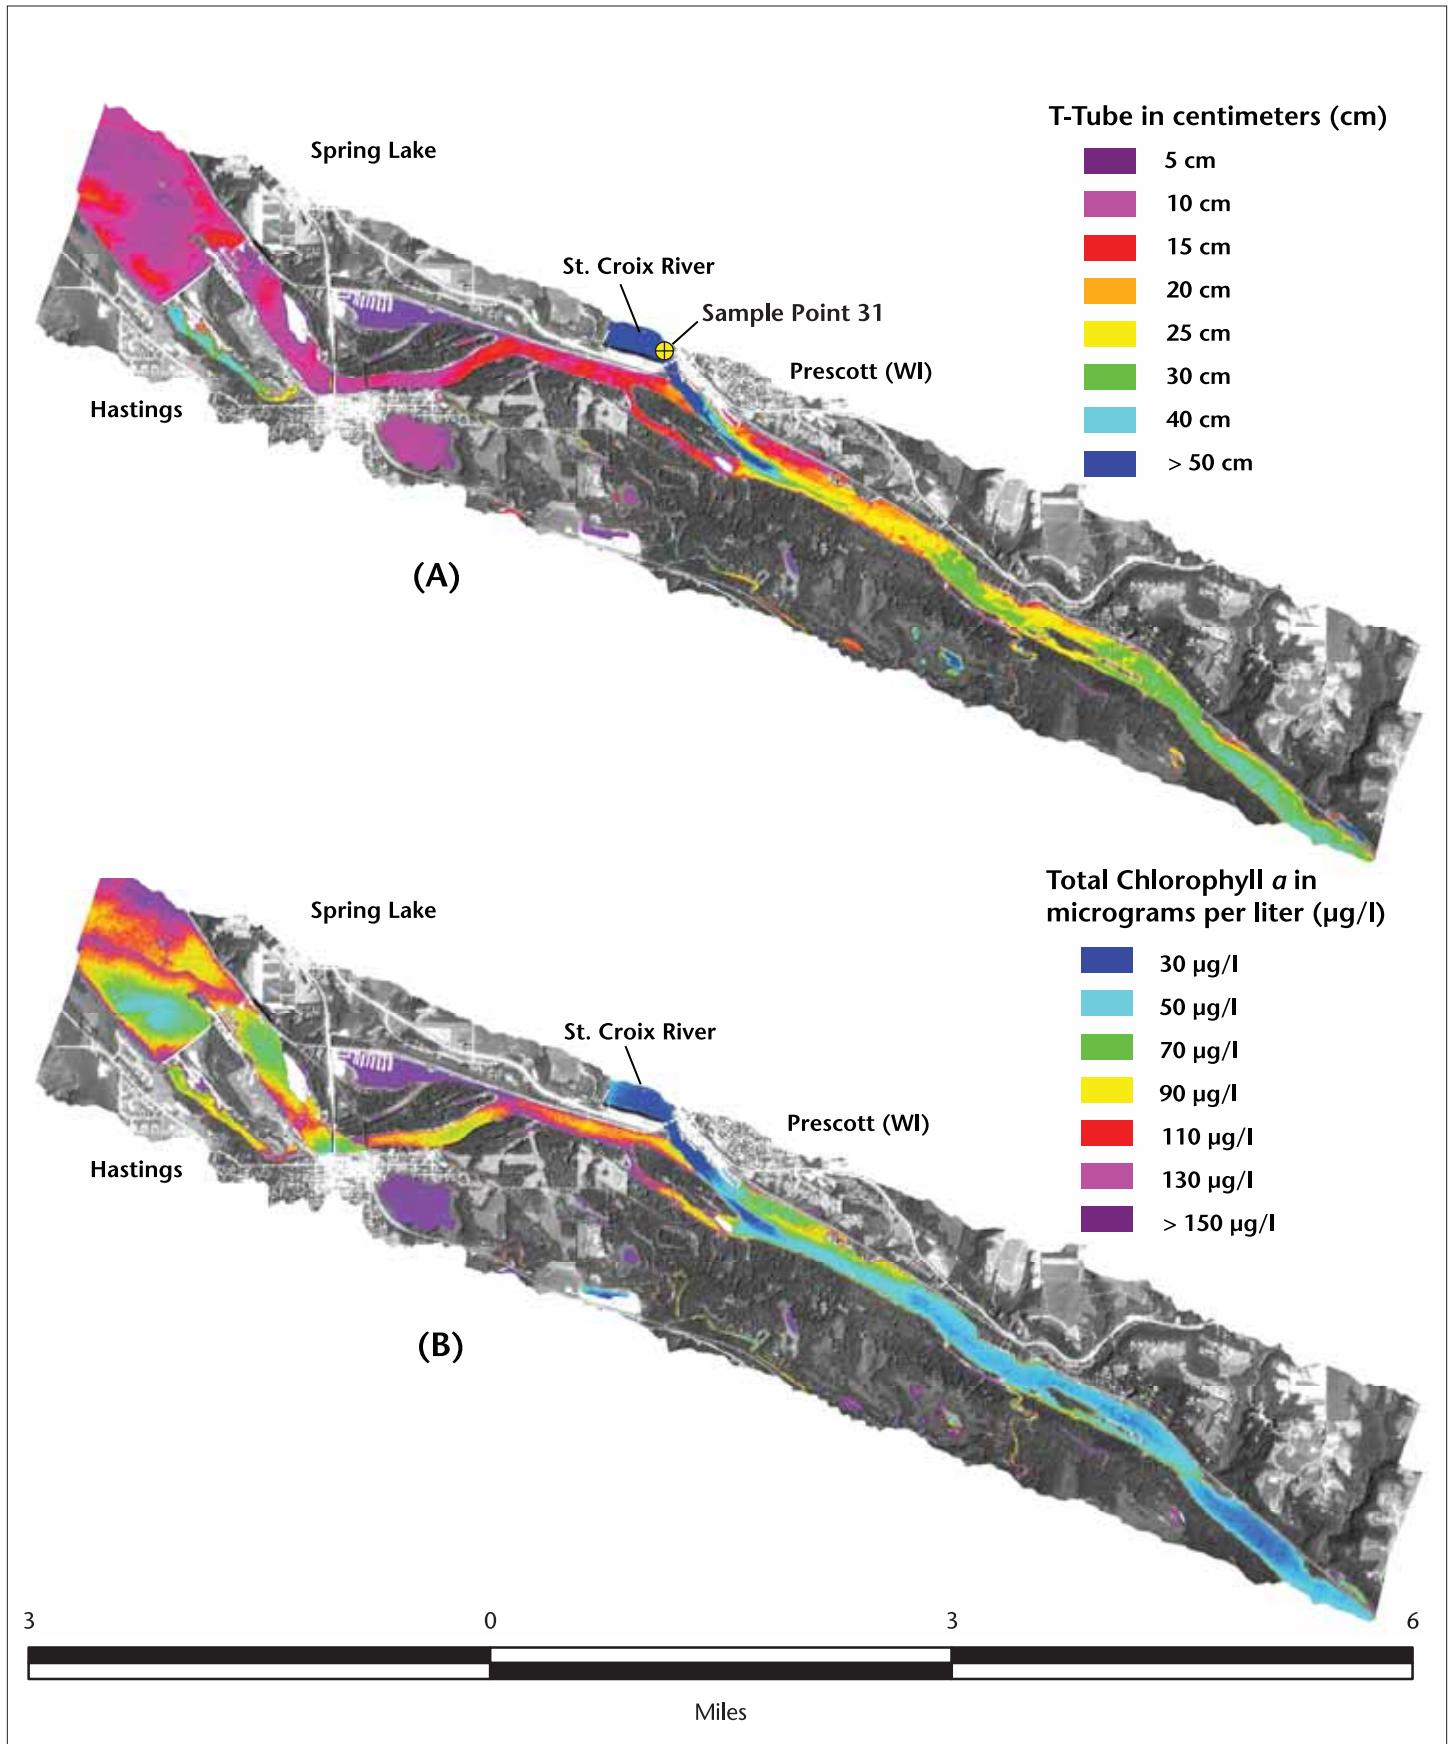 T-Tube in centimeters (cm)
5 cm
10 cm
15 cm
20 cm
25 cm
30 cm
40 cm
> 50 cm
Spring Lake
St. Croix River
Sample Point 31
Prescott (WI)
Hastings
(A)
Total Chlorophyll a in
micrograms per liter (µg/l)
30 µg/l
50 µg/l
70 µg/l
90 µg/l
110 µg/l
130 µg/l
> 150 µg/l
Spring Lake
St. Croix River
Prescott (WI)
Hastings
(B)
3 0 3 6
Miles